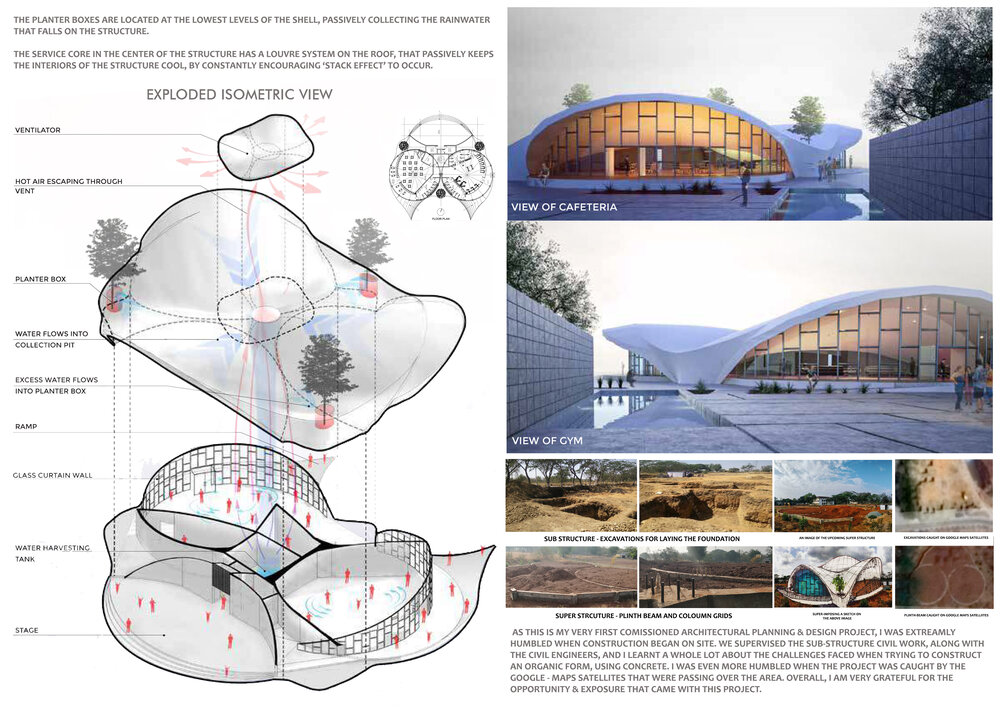 THE PLANTER BOXES ARE LOCATED AT THE LOWEST LEVELS OF THE SHELL, PASSIVELY COLLECTING THE RAINWATER
THAT FALLS ON THE STRUCTURE.
THE SERVICE CORE IN THE CENTER OF THE STRUCTURE HAS A LOUVRE SYSTEM ON THE ROOF, THAT PASSIVELY KEEPS
THE INTERIORS OF THE STRUCTURE COOL, BY CONSTANTLY ENCOURAGING ‘STACK EFFECT’ TO OCCUR.
EXPLODED ISOMETRIC VIEW
VENTILATOR
HOT AIR ESCAPING THROUGH
VENT
PLANTER BOX
WATER FLOWS INTO
COLLECTION PIT
EXCESS WATER FLOWS
INTO PLANTER BOX
RAMP
GLASS CURTAIN WALL
WATER HARVESTING
TANK
STAGE
FLOOR PLAN
VIEW OF CAFETERIA
VIEW OF GYM
SUB STRUCTURE - EXCAVATIONS FOR LAYING THE FOUNDATION
AN IMAGE OF THE UPCOMING SUPER STRUCTURE
EXCAVATIONS CAUGHT ON GOOGLE MAPS SATELLITES
SUPER STRCUTURE - PLINTH BEAM AND COLOUMN GRIDS
SUPER-IMPOSING A SKETCH ON
THE ABOVE IMAGE
PLINTH BEAM CAUGHT ON GOOGLE MAPS SATELLITES
AS THIS IS MY VERY FIRST COMISSIONED ARCHITECTURAL PLANNING & DESIGN PROJECT, I WAS EXTREAMLY
HUMBLED WHEN CONSTRUCTION BEGAN ON SITE. WE SUPERVISED THE SUB-STRUCTURE CIVIL WORK, ALONG WITH
THE CIVIL ENGINEERS, AND I LEARNT A WHOLE LOT ABOUT THE CHALLENGES FACED WHEN TRYING TO CONSTRUCT
AN ORGANIC FORM, USING CONCRETE. I WAS EVEN MORE HUMBLED WHEN THE PROJECT WAS CAUGHT BY THE
GOOGLE - MAPS SATELLITES THAT WERE PASSING OVER THE AREA. OVERALL, I AM VERY GRATEFUL FOR THE
OPPORTUNITY & EXPOSURE THAT CAME WITH THIS PROJECT.